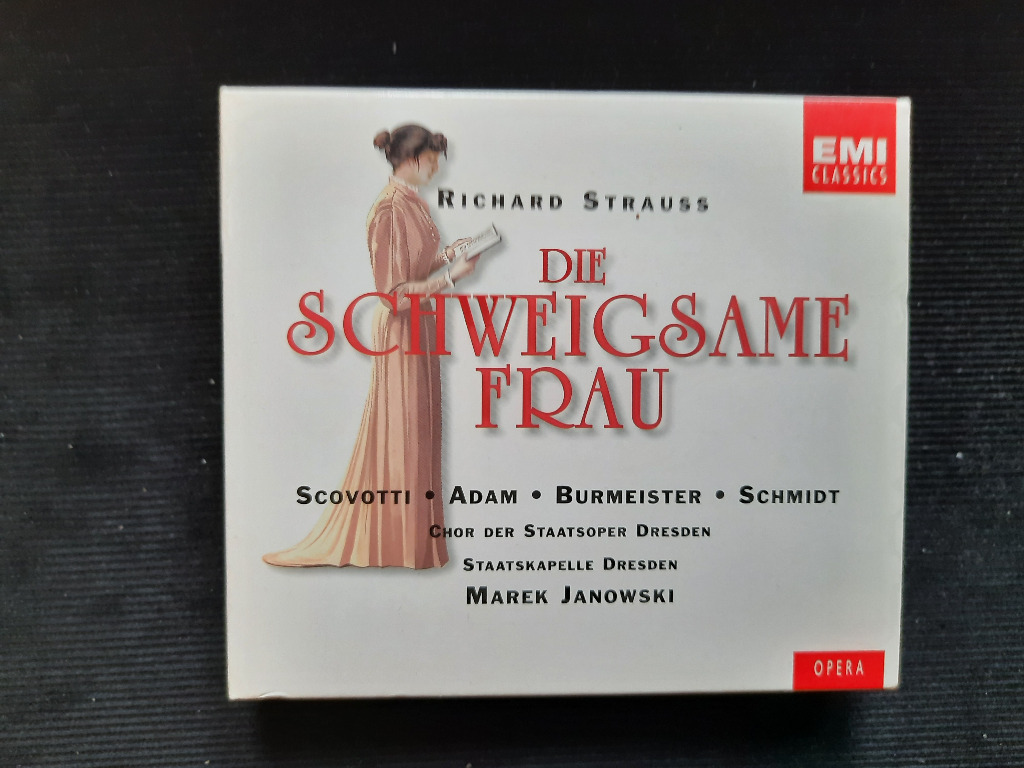 EMI
CLASSICS
RICHARD STRAUSS
DIE
SCHWEIGSAME
FRAU
SCOVOTTI • ADAM • BURMEISTER • SCHMIDT
CHOR DER STAATSOPER DRESDEN
STAATSKAPELLE DRESDEN
MAREK JANOWSKI
OPERA